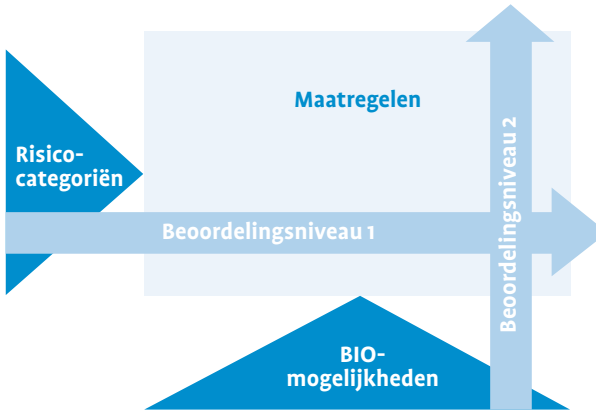 Maatregelen
Risico-
categoriën
Beoordelingsniveau 1
Beoordelingsniveau 2
BIO-
mogelijkheden